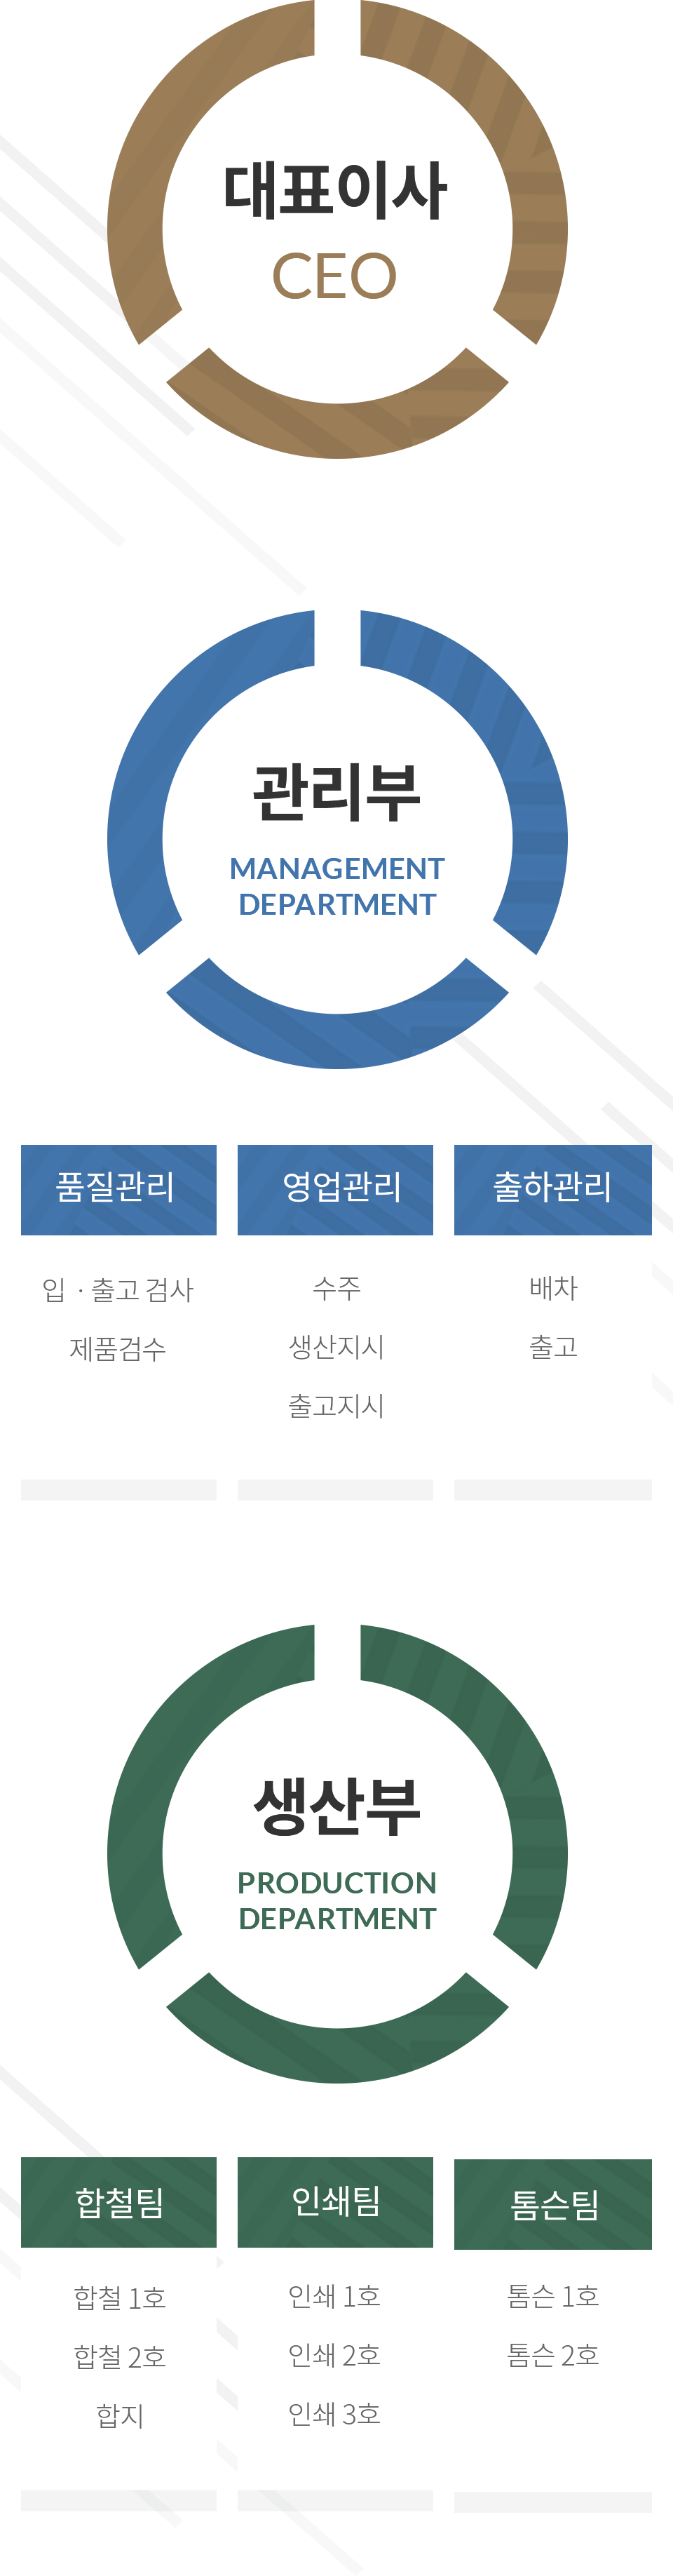 대표이사
CEO
관리부
MANAGEMENT
DEPARTMENT
품질관리
입 · 출고 검사
제품검수
영업관리
수주
생산지시
출고지시
출하관리
배차
출고
생산부
PRODUCTION
DEPARTMENT
합철팀
합철 1호
합철 2호
합지
인쇄팀
인쇄 1호
인쇄 2호
인쇄 3호
톰슨팀
톰슨 1호
톰슨 2호